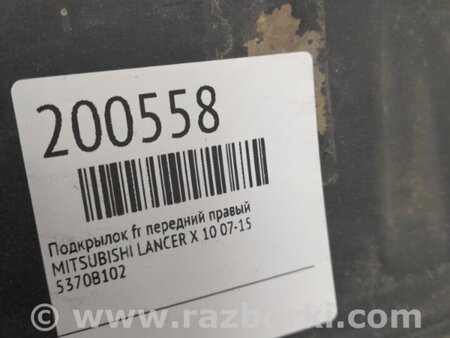 200558
Подкрылок fr передний правый
MITSUBISHI LANCER X 10 07-15
5370B102
www.razborki.com